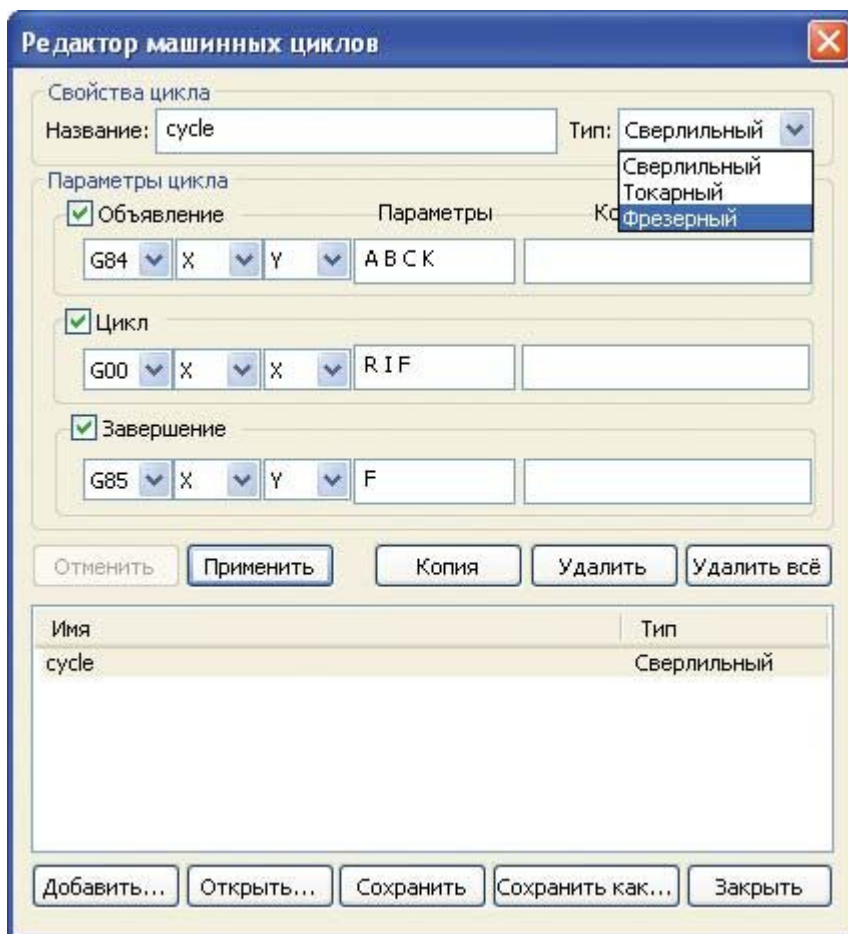 Редактор машинных циклов
Свойства цикла
Название: cycle Тип: Сверлильный
Сверлильный
Токарный
Фрезерный
Параметры цикла
Объявление Параметры
G84 X Y A B C K
Цикл
G00 X X R I F
Завершение
G85 X Y F
Отменить Применить Копия Удалить Удалить всё
Имя Тип
cycle Сверлильный
Добавить... Открыть... Сохранить Сохранить как... Закрыть